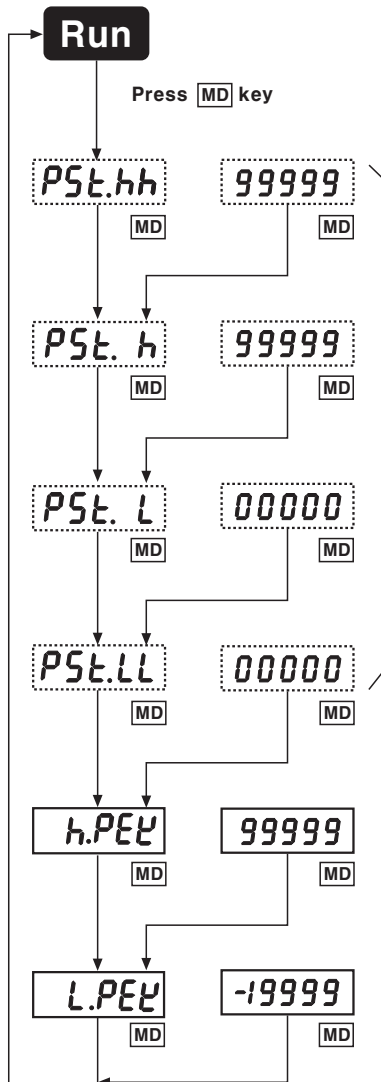 Run
Press MD key
PSt.hh 99999
MD MD
PSt. h 99999
MD MD
PSt. L 00000
MD MD
PSt.LL 00000
MD MD
h.PEK 99999
MD MD
L.PEK -19999
MD MD